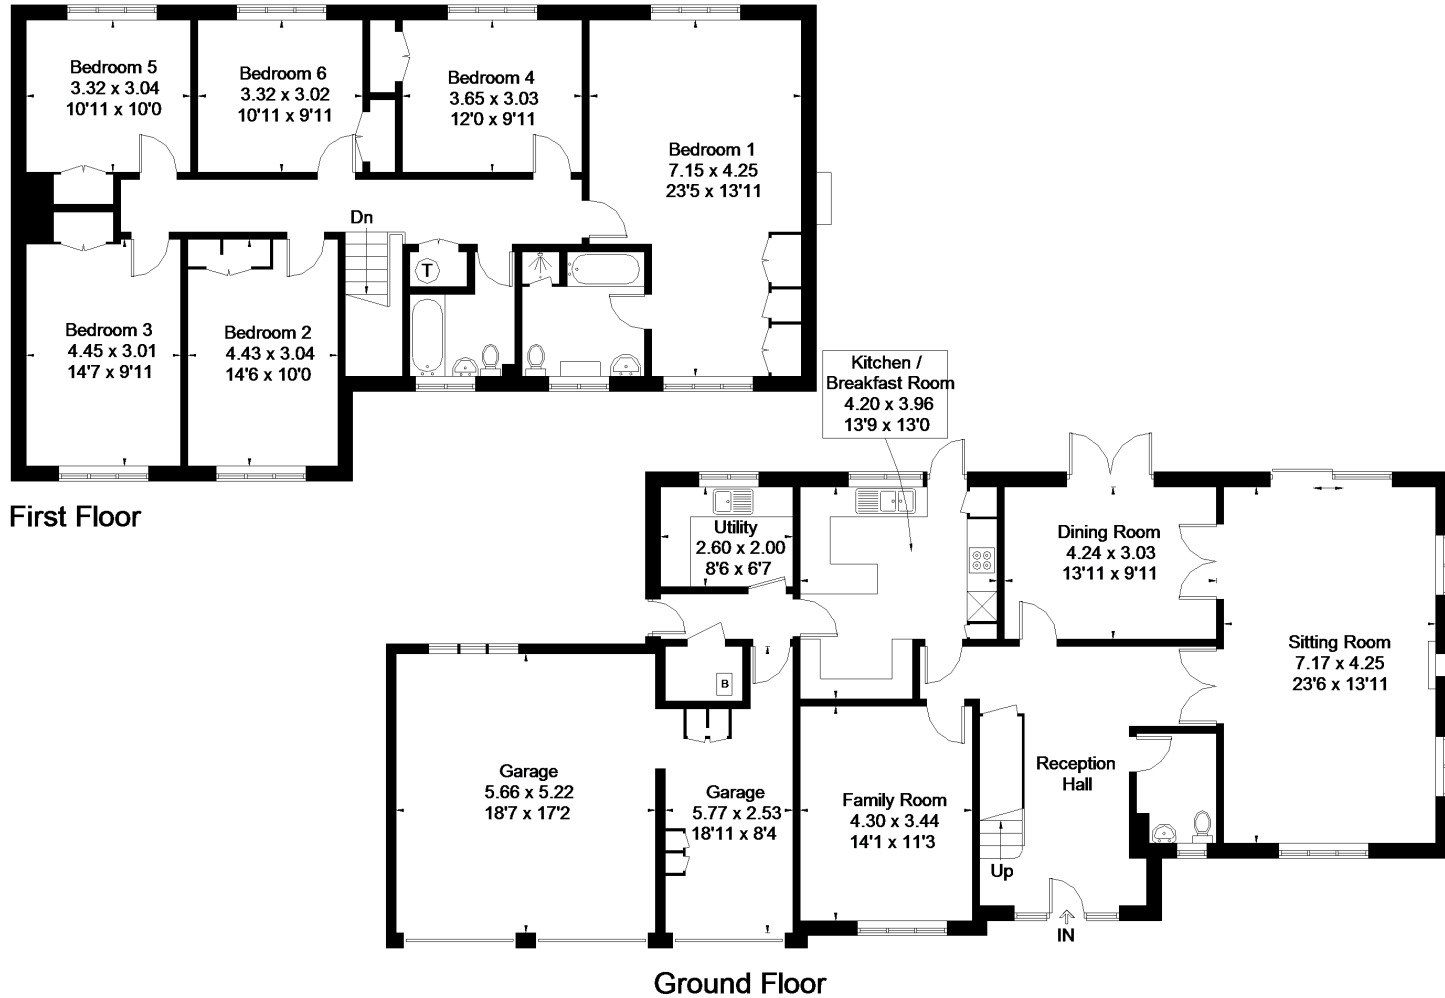 Bedroom 5
3.32 x 3.04
10'11 x 10'0
Bedroom 6
3.32 x 3.02
10'11 x 9'11
Bedroom 4
3.65 x 3.03
12'0 x 9'11
Bedroom 1
7.15 x 4.25
23'5 x 13'11
Dn
T
Bedroom 3
4.45 x 3.01
14'7 x 9'11
Bedroom 2
4.43 x 3.04
14'6 x 10'0
First Floor
Kitchen /
Breakfast Room
4.20 x 3.96
13'9 x 13'0
Utility
2.60 x 2.00
8'6 x 6'7
Dining Room
4.24 x 3.03
13'11 x 9'11
Sitting Room
7.17 x 4.25
23'6 x 13'11
B
Garage
5.66 x 5.22
18'7 x 17'2
Garage
5.77 x 2.53
18'11 x 8'4
Family Room
4.30 x 3.44
14'1 x 11'3
Reception
Hall
Up
IN
Ground Floor